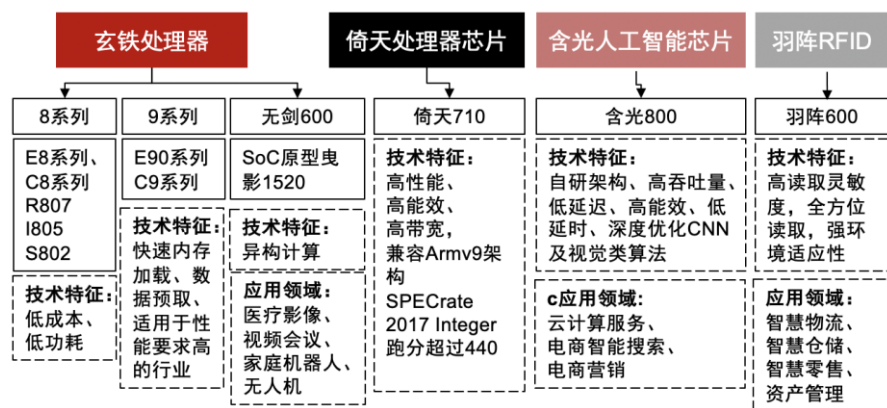 玄铁处理器
倚天处理器芯片
含光人工智能芯片
羽阵RFID
8系列
9系列
无剑600
倚天710
含光800
羽阵600
E8系列、
C8系列
R807
I805
S802
技术特征：
低成本、
低功耗
E90系列
C9系列
技术特征：
快速内存
加载、数
据预取、
适用于性
能要求高
的行业
SoC原型曳
影1520
技术特征：
异构计算
应用领域：
医疗影像、
视频会议、
家庭机器人、
无人机
技术特征：
高性能、
高能效、
高带宽，
兼容Armv9架
构
SPECrate
2017 Integer
跑分超过440
技术特征：
自研架构、高吞吐量、
低延迟、高能效、低
延时、深度优化CNN
及视觉类算法
c应用领域:
云计算服务、
电商智能搜索、
电商营销
技术特征：
高读取灵敏
度，全方位
读取，强环
境适应性
应用领域：
智慧物流、
智慧仓储、
智慧零售、
资产管理